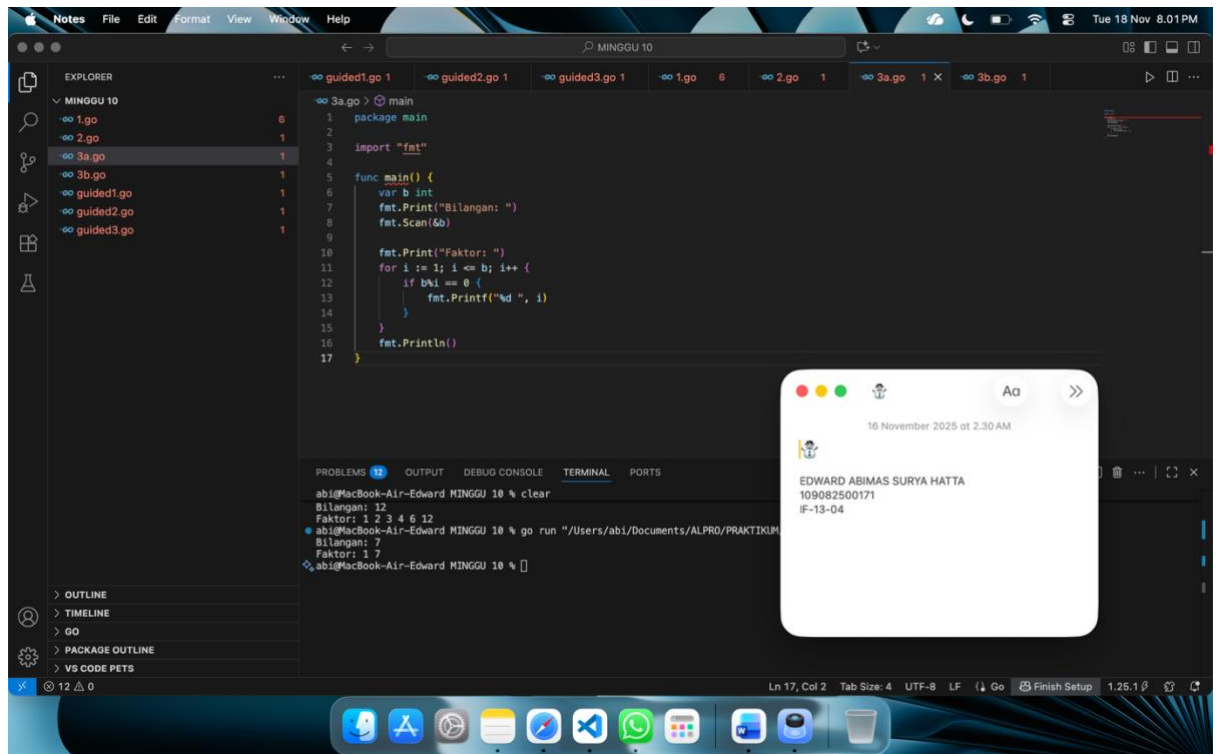 Notes File Edit Format View Window Help
Tue 18 Nov 8.01 PM
MINGGU 10
EXPLORER
guided1.go 1 guided2.go 1 guided3.go 1 1.go 6 2.go 1 3a.go 1 3b.go 1
MINGGU 10
1.go 6
2.go 1
3a.go 1
3b.go 1
guided1.go 1
guided2.go 1
guided3.go 1
3a.go > main
1 package main
2
3 import "fmt"
4
5 func main() {
6 var b int
7 fmt.Print("Bilangan: ")
8 fmt.Scan(&b)
9
10 fmt.Print("Faktor: ")
11 for i := 1; i <= b; i++ {
12 if b%i == 0 {
13 fmt.Printf("%d ", i)
14 }
15 }
16 fmt.Println()
17 }
Aa
16 November 2025 at 2.30 AM
EDWARD ABIMAS SURYA HATTA
109082500171
IF-13-04
PROBLEMS 12 OUTPUT DEBUG CONSOLE TERMINAL PORTS
abi@MacBook-Air-Edward MINGGU 10 % clear
Bilangan: 12
Faktor: 1 2 3 4 6 12
abi@MacBook-Air-Edward MINGGU 10 % go run "/Users/abi/Documents/ALPRO/PRAKTIKUM
Bilangan: 7
Faktor: 1 7
abi@MacBook-Air-Edward MINGGU 10 %
OUTLINE
TIMELINE
GO
PACKAGE OUTLINE
VS CODE PETS
12 0
Ln 17, Col 2 Tab Size: 4 UTF-8 LF Go Finish Setup 1.25.1